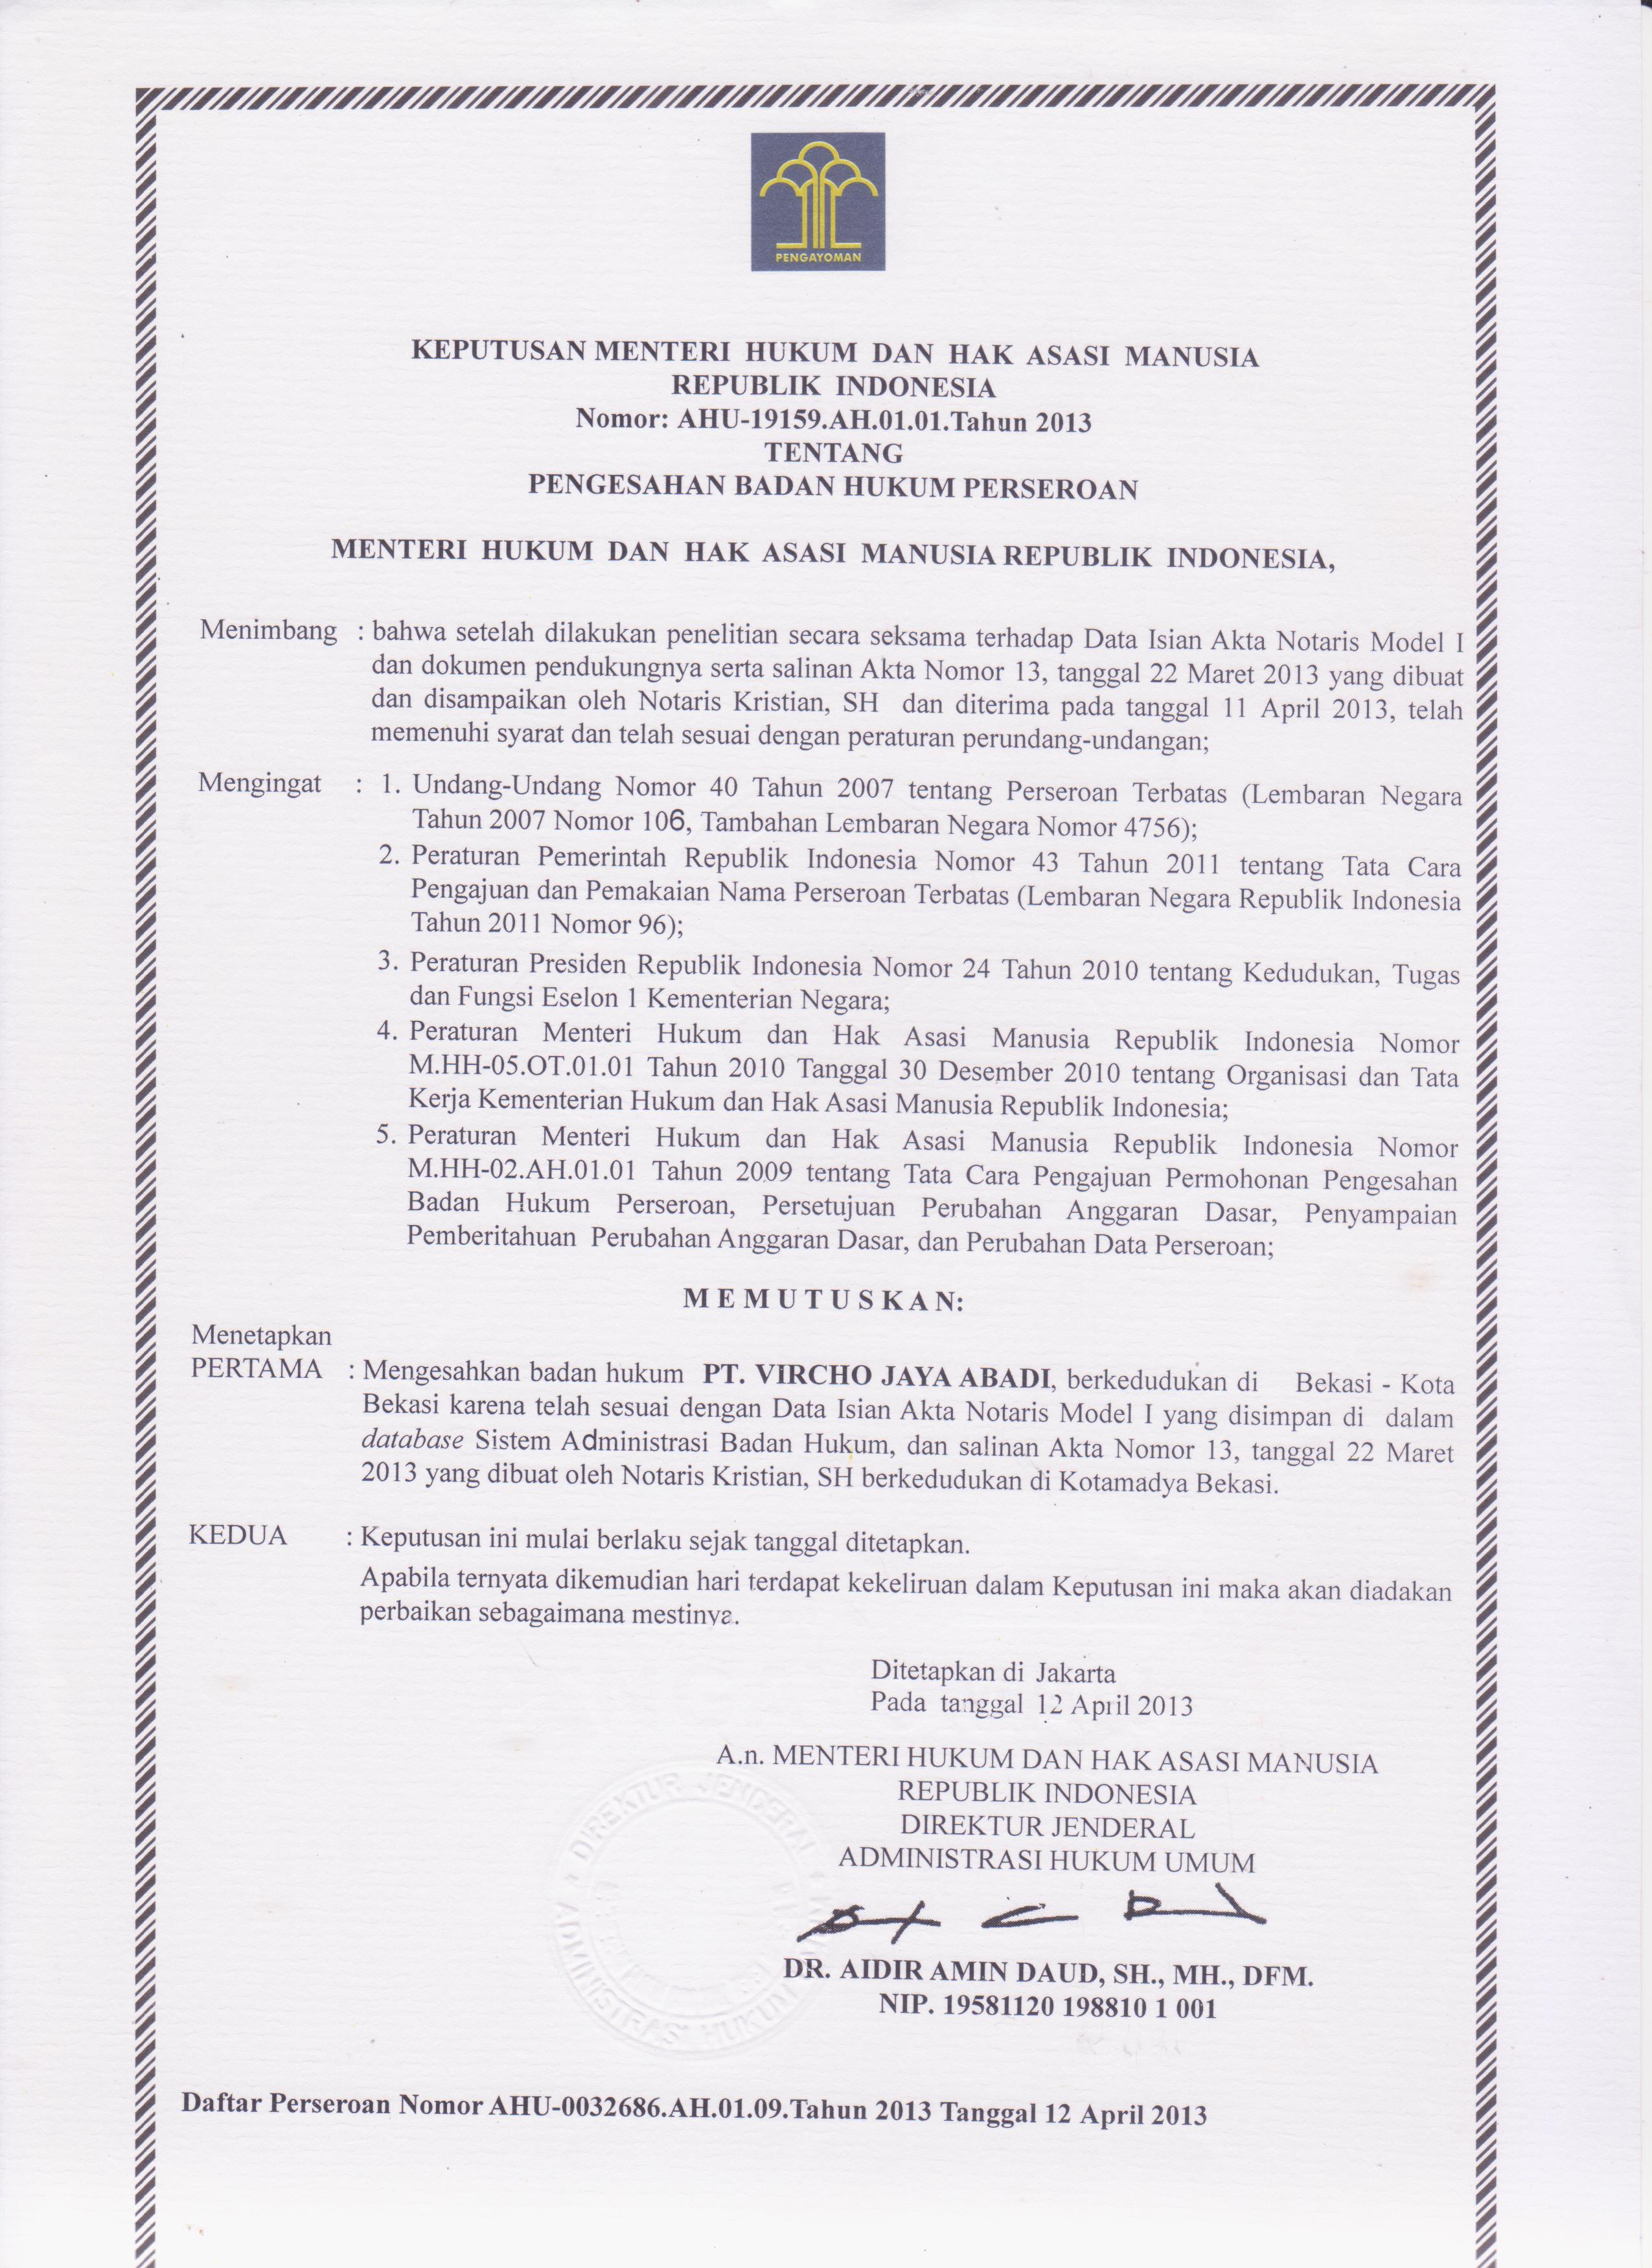 PENGAYOMAN
KEPUTUSAN MENTERI HUKUM DAN HAK ASASI MANUSIA
REPUBLIK INDONESIA
Nomor: AHU-19159.AH.01.01.Tahun 2013
TENTANG
PENGESAHAN BADAN HUKUM PERSEROAN
MENTERI HUKUM DAN HAK ASASI MANUSIA REPUBLIK INDONESIA,
Menimbang : bahwa setelah dilakukan penelitian secara seksama terhadap Data Isian Akta Notaris Model I
dan dokumen pendukungnya serta salinan Akta Nomor 13, tanggal 22 Maret 2013 yang dibuat
dan disampaikan oleh Notaris Kristian, SH dan diterima pada tanggal 11 April 2013, telah
memenuhi syarat dan telah sesuai dengan peraturan perundang-undangan;
Mengingat : 1. Undang-Undang Nomor 40 Tahun 2007 tentang Perseroan Terbatas (Lembaran Negara
Tahun 2007 Nomor 106, Tambahan Lembaran Negara Nomor 4756);
2. Peraturan Pemerintah Republik Indonesia Nomor 43 Tahun 2011 tentang Tata Cara
Pengajuan dan Pemakaian Nama Perseroan Terbatas (Lembaran Negara Republik Indonesia
Tahun 2011 Nomor 96);
3. Peraturan Presiden Republik Indonesia Nomor 24 Tahun 2010 tentang Kedudukan, Tugas
dan Fungsi Eselon 1 Kementerian Negara;
4. Peraturan Menteri Hukum dan Hak Asasi Manusia Republik Indonesia Nomor
M.HH-05.OT.01.01 Tahun 2010 Tanggal 30 Desember 2010 tentang Organisasi dan Tata
Kerja Kementerian Hukum dan Hak Asasi Manusia Republik Indonesia;
5. Peraturan Menteri Hukum dan Hak Asasi Manusia Republik Indonesia Nomor
M.HH-02.AH.01.01 Tahun 2009 tentang Tata Cara Pengajuan Permohonan Pengesahan
Badan Hukum Perseroan, Persetujuan Perubahan Anggaran Dasar, Penyampaian
Pemberitahuan Perubahan Anggaran Dasar, dan Perubahan Data Perseroan;
M E M U T U S K A N:
Menetapkan
PERTAMA : Mengesahkan badan hukum PT. VIRCHO JAYA ABADI, berkedudukan di Bekasi - Kota
Bekasi karena telah sesuai dengan Data Isian Akta Notaris Model I yang disimpan di dalam
database Sistem Administrasi Badan Hukum, dan salinan Akta Nomor 13, tanggal 22 Maret
2013 yang dibuat oleh Notaris Kristian, SH berkedudukan di Kotamadya Bekasi.
KEDUA : Keputusan ini mulai berlaku sejak tanggal ditetapkan.
Apabila ternyata dikemudian hari terdapat kekeliruan dalam Keputusan ini maka akan diadakan
perbaikan sebagaimana mestinya.
Ditetapkan di Jakarta
Pada tanggal 12 April 2013
A.n. MENTERI HUKUM DAN HAK ASASI MANUSIA
REPUBLIK INDONESIA
DIREKTUR JENDERAL
ADMINISTRASI HUKUM UMUM
DIREKTUR JENDERAL
ADMINISTRASI HUKUM
DR. AIDIR AMIN DAUD, SH., MH., DFM.
NIP. 19581120 198810 1 001
Daftar Perseroan Nomor AHU-0032686.AH.01.09.Tahun 2013 Tanggal 12 April 2013